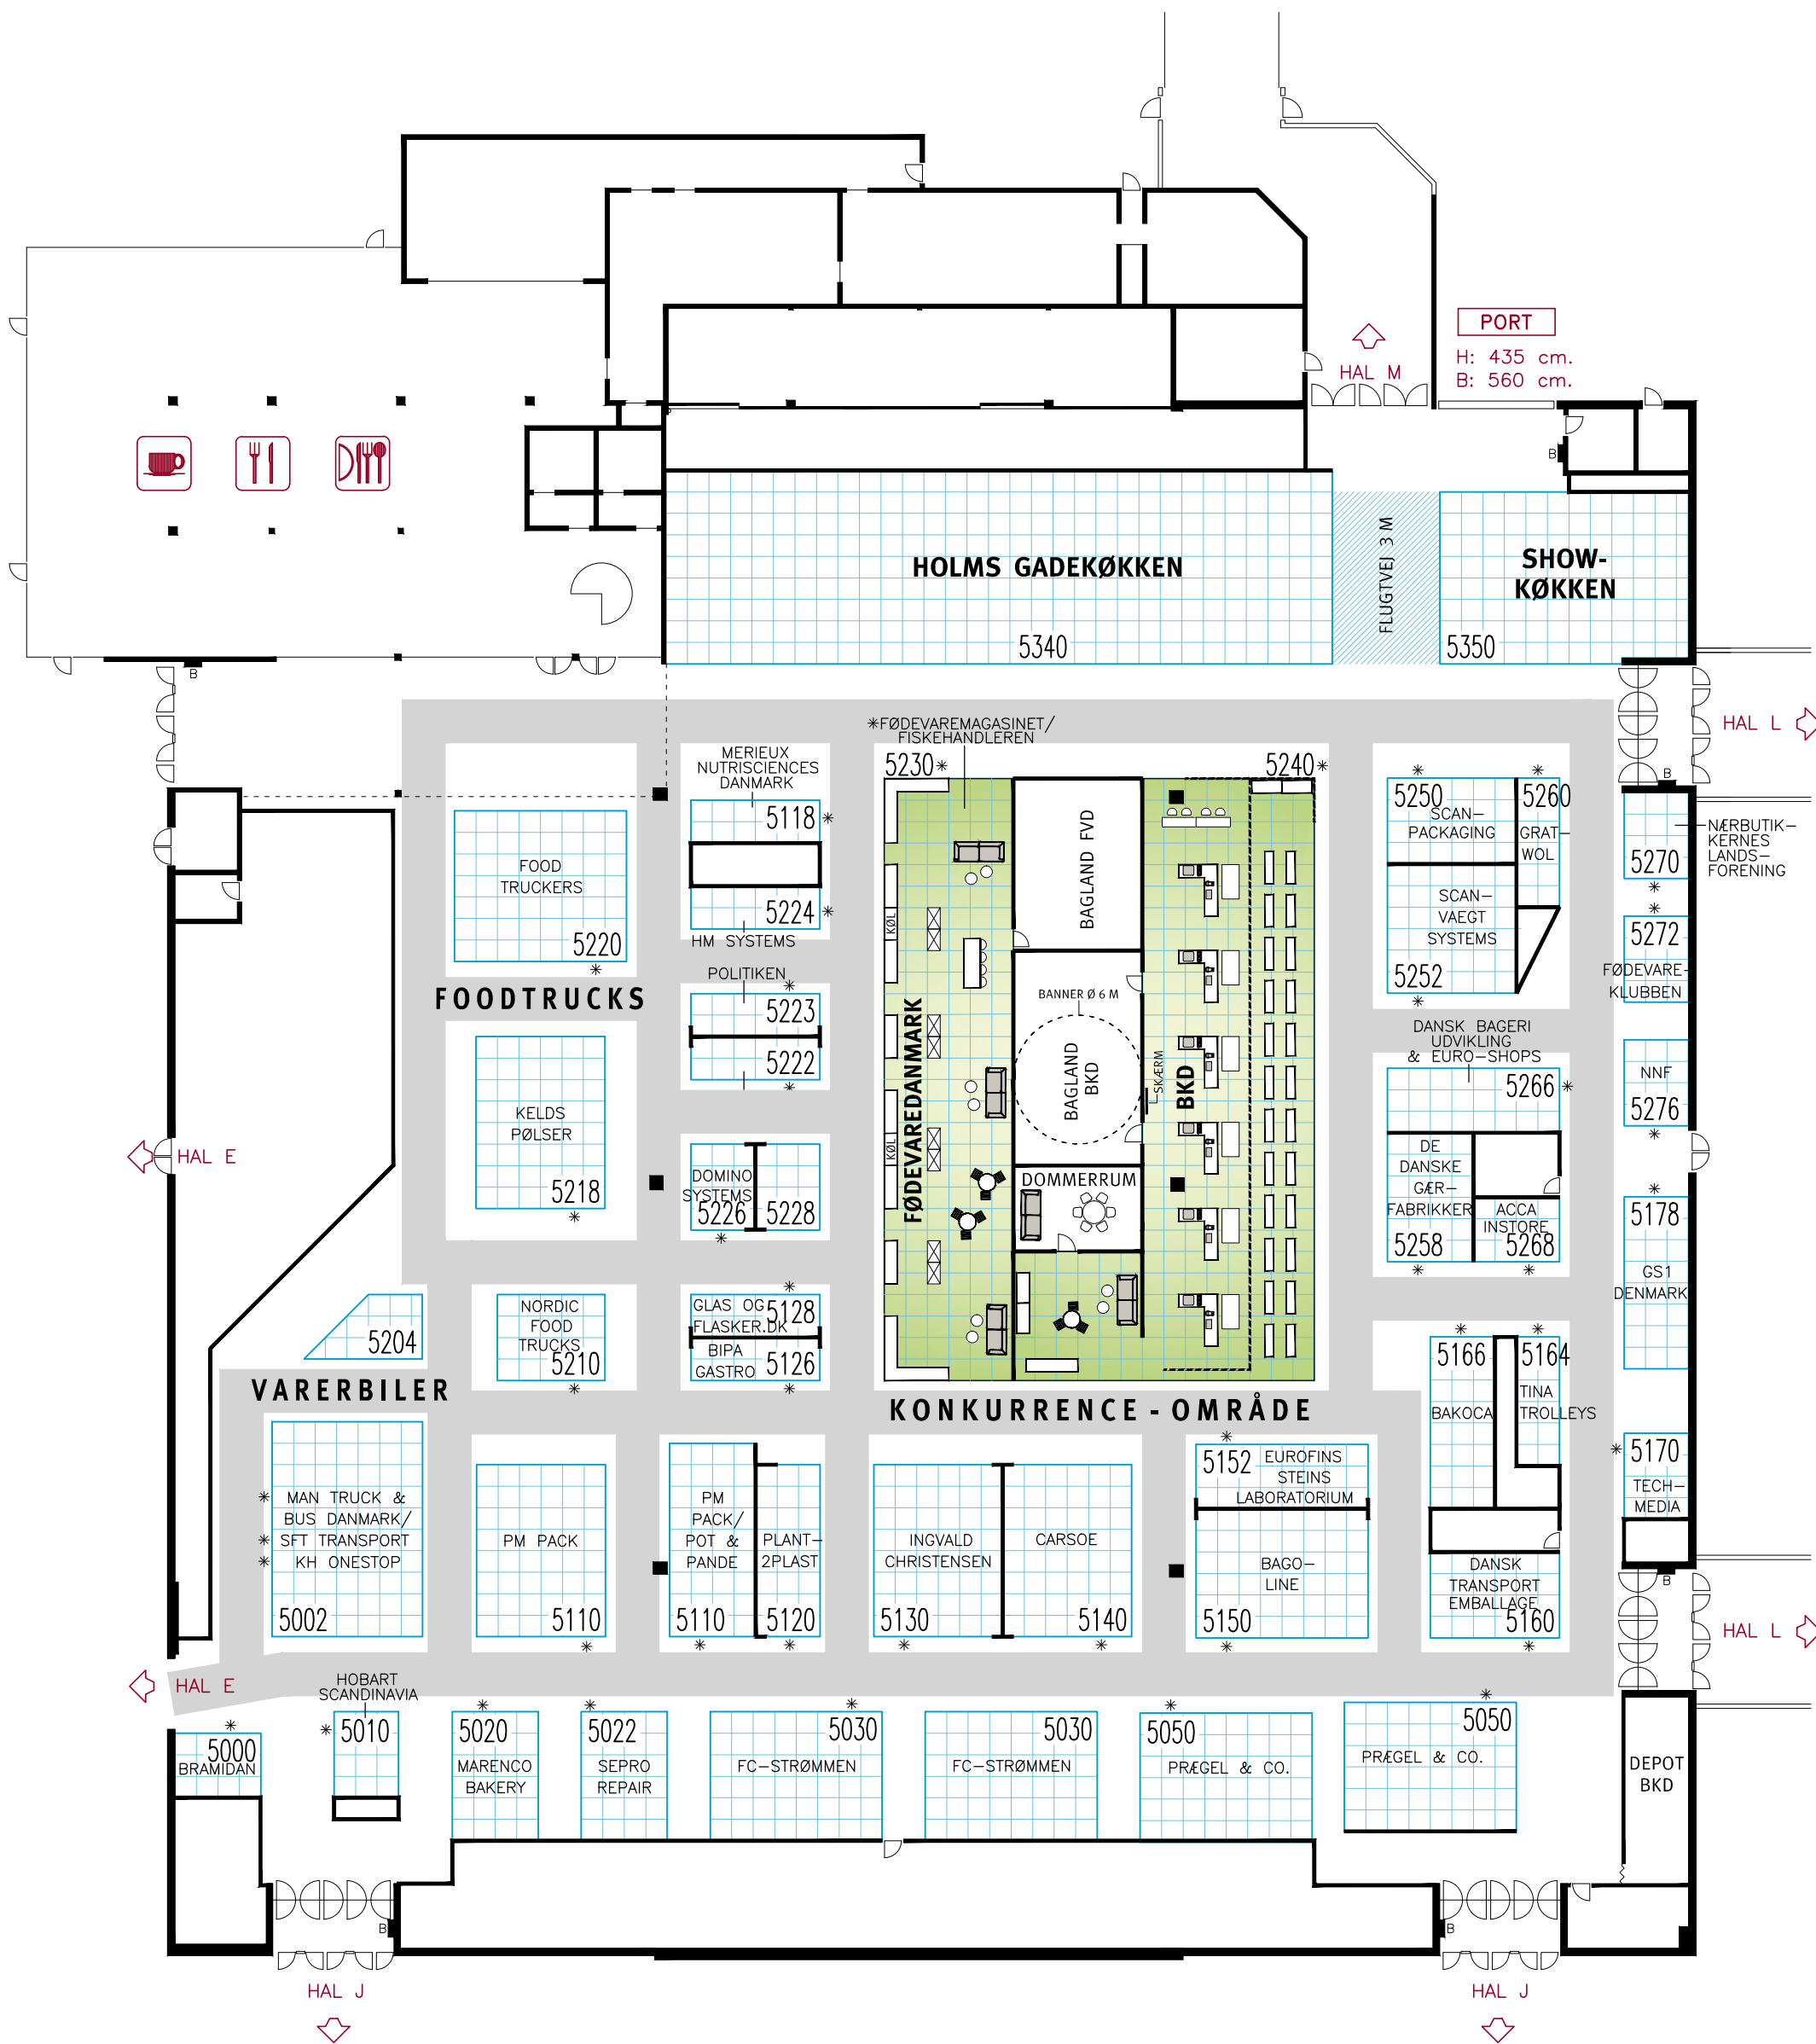 PORT
H: 435 cm.
B: 560 cm.
HAL M
B
HOLMS GADEKØKKEN
5340
FLUGTVEJ 3 M
SHOW-
KØKKEN
5350
B
HAL L
B
*FØDEVAREMAGASINET/
FISKEHANDLEREN
5230*
5240*
MERIEUX
NUTRISCIENCES
DANMARK
5118*
5224*
HM SYSTEMS
FOOD
TRUCKERS
5220
*
FOODTRUCKS
POLITIKEN
*
5223
5222
*
KELDS
PØLSER
5218
*
DOMINO
SYSTEMS
5226
*
5228
NORDIC
FOOD
TRUCKS
5210
*
*
GLAS OG
FLASKER.DK
5128
BIPA
GASTRO
5126
*
5204
VARERBILER
HAL E
KØL
KØL
FØDEVAREDANMARK
BAGLAND FVD
BANNER Ø 6 M
BAGLAND
BKD
SKÆRM
BKD
DOMMERRUM
KONKURRENCE-OMRÅDE
*
5250
SCAN-
PACKAGING
*
5260
GRAT-
WOL
SCAN-
VAEGT
SYSTEMS
5252
*
NÆRBUTIK-
KERNES
LANDS-
FORENING
5270
*
*
5272
FØDEVARE-
KLUBBEN
DANSK BAGERI
UDVIKLING
& EURO-SHOPS
5266*
NNF
5276
*
DE
DANSKE
GÆR-
FABRIKKER
5258
*
ACCA
INSTORE
5268
*
*
5178
GS1
DENMARK
*
5166
BAKOCA
*
5164
TINA
TROLLEYS
*
5170
TECH-
MEDIA
DANSK
TRANSPORT
EMBALLAGE
5160
*
B
HAL L
* MAN TRUCK &
BUS DANMARK/
* SFT TRANSPORT
* KH ONESTOP
5002
PM PACK
5110
*
PM
PACK/
POT &
PANDE
5110
*
PLANT-
2PLAST
5120
*
INGVALD
CHRISTENSEN
5130
*
CARSOE
5140
*
*
5152
EUROFINS
STEINS
LABORATORIUM
BAGO-
LINE
5150
*
HAL E
*
5000
BRAMIDAN
HOBART
SCANDINAVIA
*
5010
*
5020
MARENCO
BAKERY
*
5022
SEPRO
REPAIR
*
5030
FC-STRØMMEN
5030
FC-STRØMMEN
*
5050
PRÆGEL & CO.
*
5050
PRÆGEL & CO.
DEPOT
BKD
B
B
HAL J
HAL J